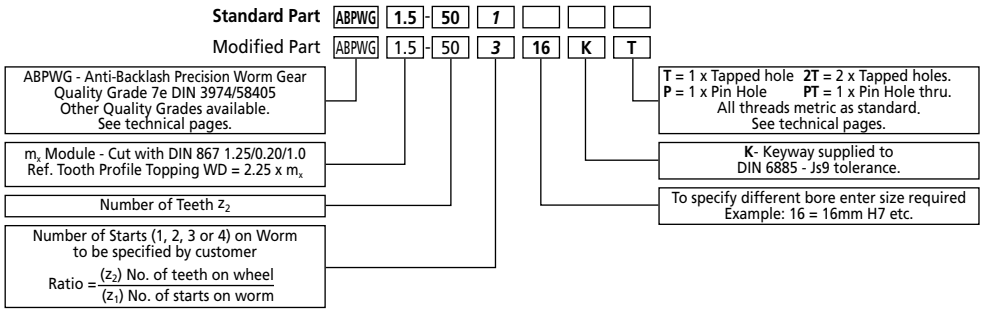 Standard Part ABPWG 1.5 - 50 1
Modified Part ABPWG 1.5 - 50 3 16 K T
ABPWG - Anti-Backlash Precision Worm Gear
Quality Grade 7e DIN 3974/58405
Other Quality Grades available.
See technical pages.
mₓ Module - Cut with DIN 867 1.25/0.20/1.0
Ref. Tooth Profile Topping WD = 2.25 x mₓ
Number of Teeth z₂
Number of Starts (1, 2, 3 or 4) on Worm
to be specified by customer
Ratio = (z₂) No. of teeth on wheel
(z₁) No. of starts on worm
T = 1 x Tapped hole 2T = 2 x Tapped holes.
P = 1 x Pin Hole PT = 1 x Pin Hole thru.
All threads metric as standard.
See technical pages.
K- Keyway supplied to
DIN 6885 - Js9 tolerance.
To specify different bore enter size required
Example: 16 = 16mm H7 etc.